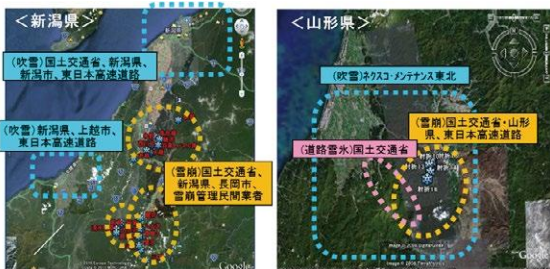 ＜新潟県＞
(吹雪)国土交通省、新潟県、
新潟市、東日本高速道路
(吹雪)新潟県、上越市、
東日本高速道路
(雪崩)国土交通省、
新潟県、長岡市、
雪崩管理民間業者
Google
＜山形県＞
(吹雪)ネクスコ・メンテナンス東北
(雪崩)国土交通省・山形
県、東日本高速道路
(道路雪氷)国土交通省
Google